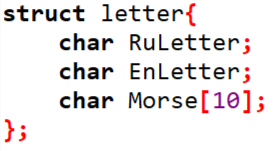 struct letter{
    char RuLetter;
    char EnLetter;
    char Morse[10];
};